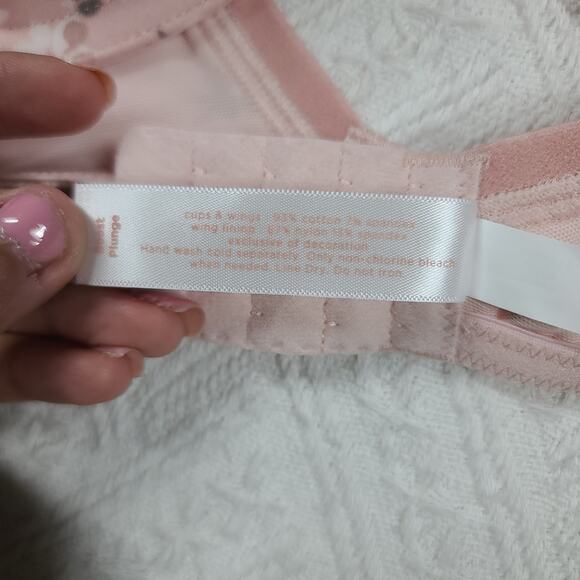 cups & wings : 93% cotton 7% spandex
wing lining : 87% nylon 13% spandex
exclusive of decoration
Hand wash cold separately. Only non-chlorine bleach
when needed. Line Dry. Do not iron.
Plunge